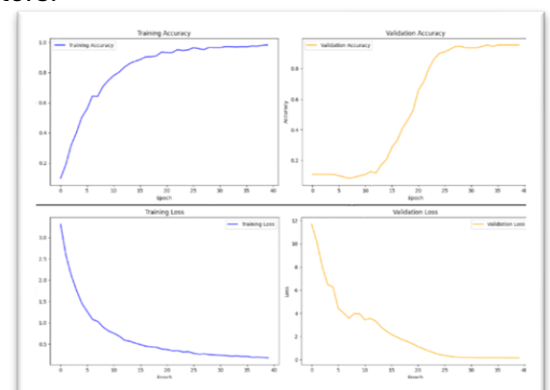 Training Accuracy
Training Accuracy
1.0
0.8
0.6
0.4
0.2
0 5 10 15 20 25 30 35 40
Epoch
Validation Accuracy
Validation Accuracy
Accuracy
0.8
0.6
0.4
0.2
0 5 10 15 20 25 30 35 40
Epoch
Training Loss
Training Loss
3.0
2.5
2.0
1.5
1.0
0.5
0 5 10 15 20 25 30 35 40
Epoch
Validation Loss
Validation Loss
Loss
12
10
8
6
4
2
0
0 5 10 15 20 25 30 35 40
Epoch